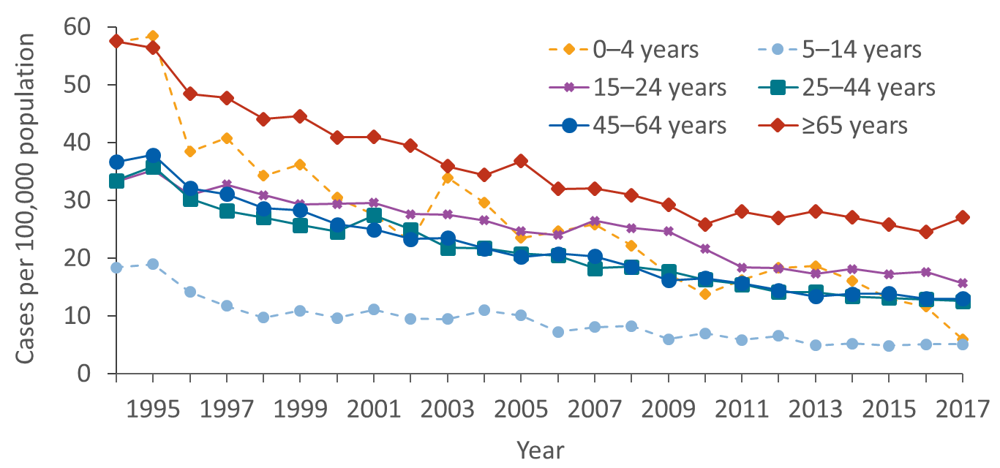 Cases per 100,000 population
60
50
40
30
20
10
0
0–4 years
5–14 years
15–24 years
25–44 years
45–64 years
≥65 years
1995 1997 1999 2001 2003 2005 2007 2009 2011 2013 2015 2017
Year